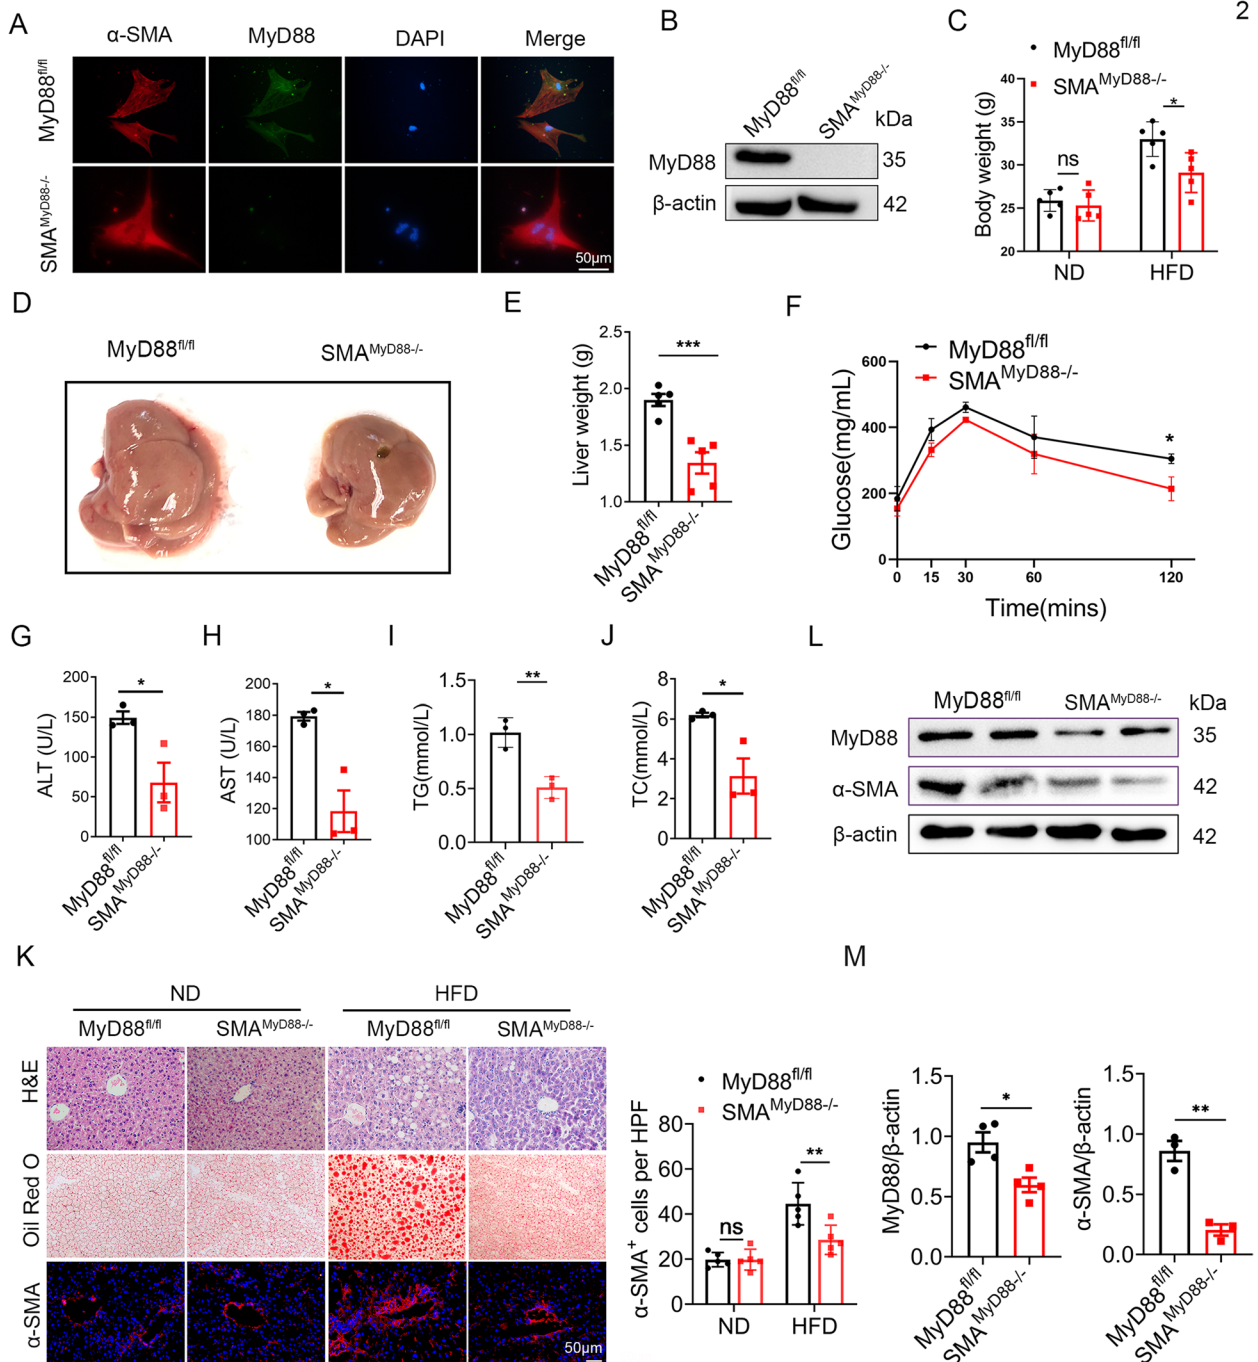 2
A
α-SMA
MyD88
DAPI
Merge
MyD88fl/fl
SMAMyD88-/-
50μm
B
MyD88fl/fl
SMAMyD88-/-
kDa
MyD88
35
β-actin
42
C
MyD88fl/fl
SMAMyD88-/-
Body weight (g)
40
35
30
25
20
ns
*
ND
HFD
D
MyD88fl/fl
SMAMyD88-/-
E
Liver weight (g)
2.5
2.0
1.5
1.0
***
MyD88fl/fl
SMAMyD88-/-
F
MyD88fl/fl
SMAMyD88-/-
Glucose(mg/mL)
600
400
200
0
*
0
15
30
60
120
Time(mins)
G
ALT (U/L)
200
150
100
50
0
*
MyD88fl/fl
SMAMyD88-/-
H
AST (U/L)
200
180
160
140
120
100
*
MyD88fl/fl
SMAMyD88-/-
I
TG(mmol/L)
1.5
1.0
0.5
0.0
**
MyD88fl/fl
SMAMyD88-/-
J
TC(mmol/L)
8
6
4
2
0
*
MyD88fl/fl
SMAMyD88-/-
L
MyD88fl/fl
SMAMyD88-/-
kDa
MyD88
35
α-SMA
42
β-actin
42
K
ND
HFD
MyD88fl/fl
SMAMyD88-/-
MyD88fl/fl
SMAMyD88-/-
H&E
Oil Red O
α-SMA
50μm
MyD88fl/fl
SMAMyD88-/-
α-SMA+ cells per HPF
80
60
40
20
0
ns
**
ND
HFD
M
MyD88/β-actin
1.5
1.0
0.5
0.0
*
MyD88fl/fl
SMAMyD88-/-
α-SMA/β-actin
1.5
1.0
0.5
0.0
**
MyD88fl/fl
SMAMyD88-/-